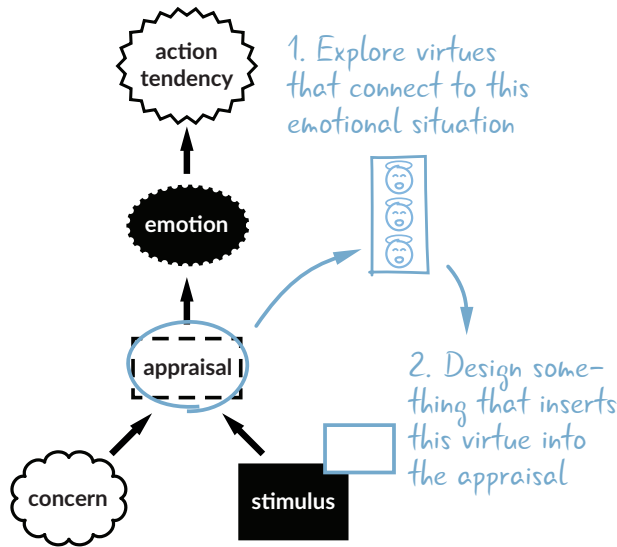 action
tendency
1. Explore virtues
that connect to this
emotional situation
emotion
appraisal
2. Design some-
thing that inserts
this virtue into
the appraisal
concern
stimulus